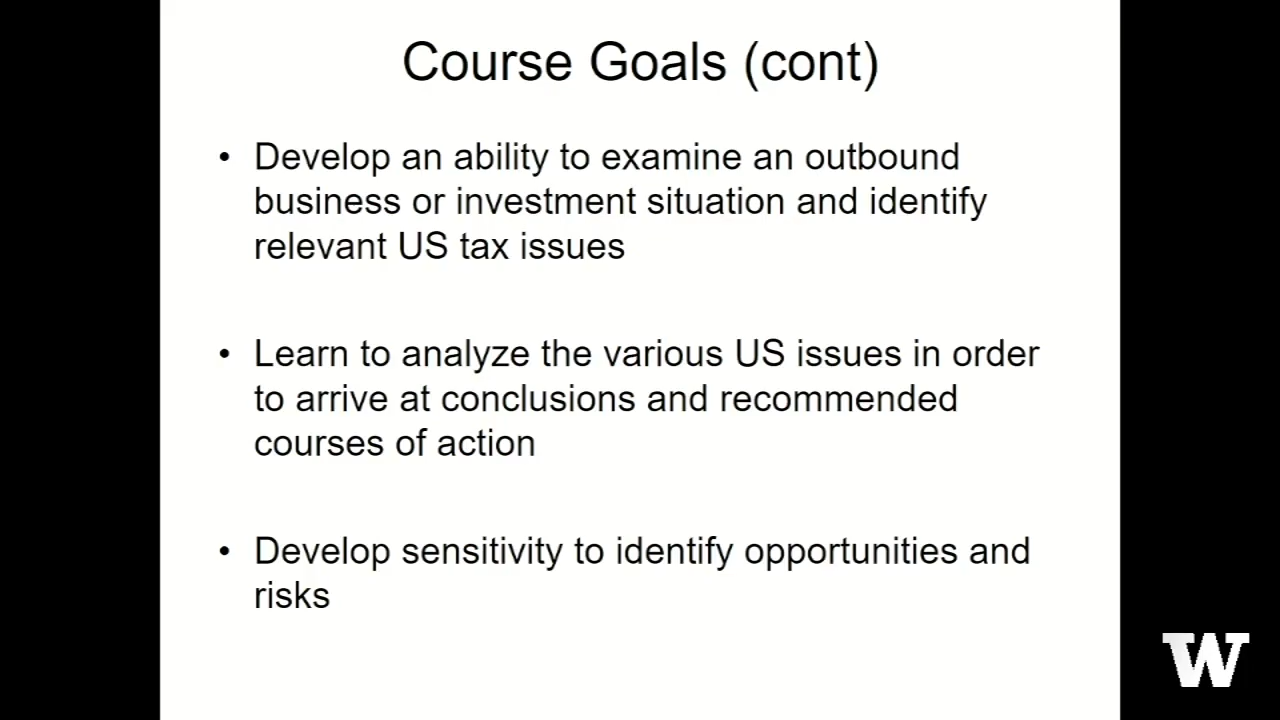 Course Goals (cont)
• Develop an ability to examine an outbound
business or investment situation and identify
relevant US tax issues
• Learn to analyze the various US issues in order
to arrive at conclusions and recommended
courses of action
• Develop sensitivity to identify opportunities and
risks
W